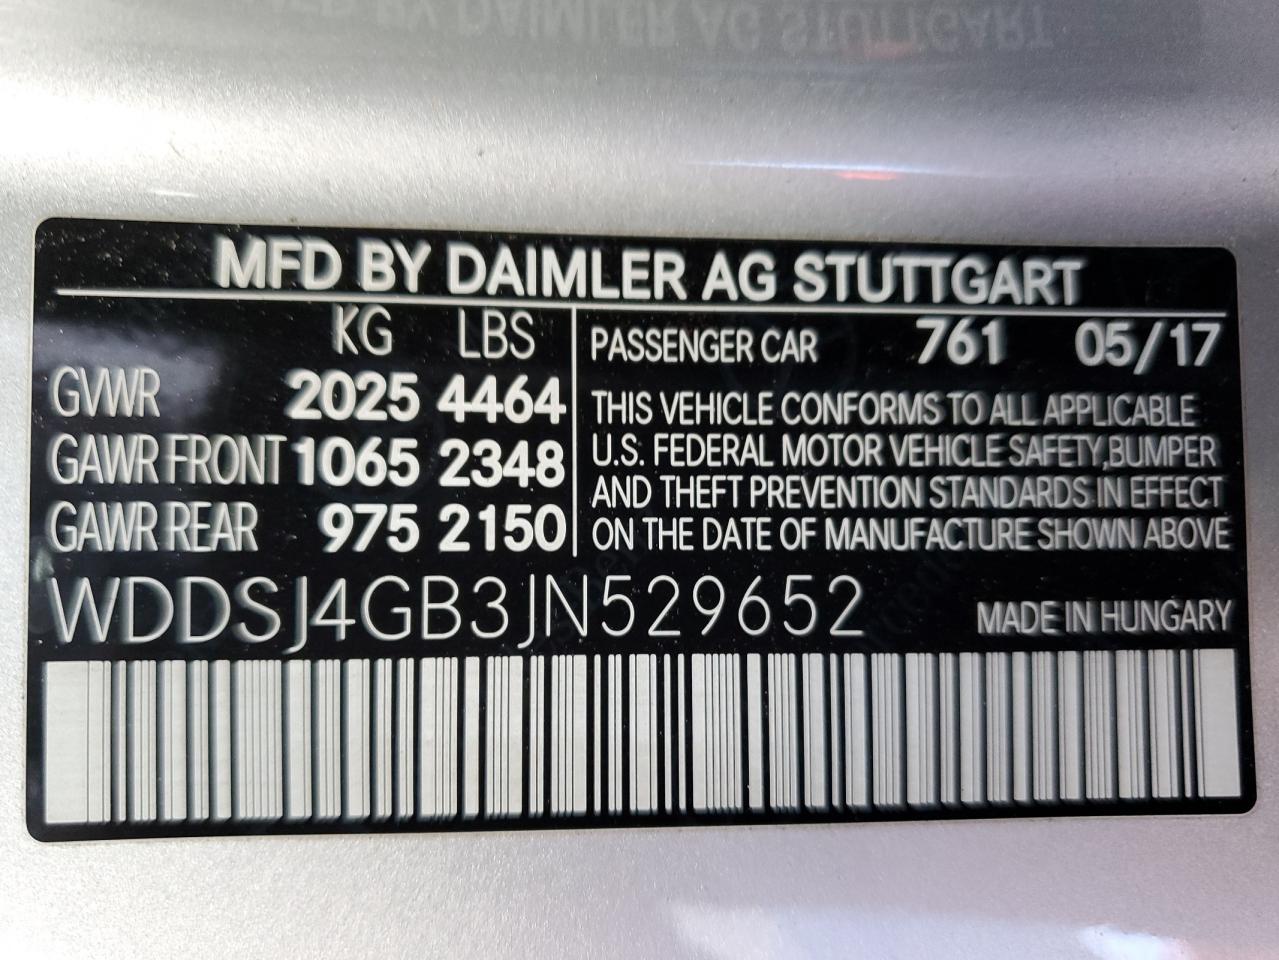 MFD BY DAIMLER AG STUTTGART
KG LBS
GVWR 2025 4464
GAWR FRONT 1065 2348
GAWR REAR 975 2150
PASSENGER CAR 761 05/17
THIS VEHICLE CONFORMS TO ALL APPLICABLE
U.S. FEDERAL MOTOR VEHICLE SAFETY,BUMPER
AND THEFT PREVENTION STANDARDS IN EFFECT
ON THE DATE OF MANUFACTURE SHOWN ABOVE
WDDSJ4GB3JN529652
MADE IN HUNGARY